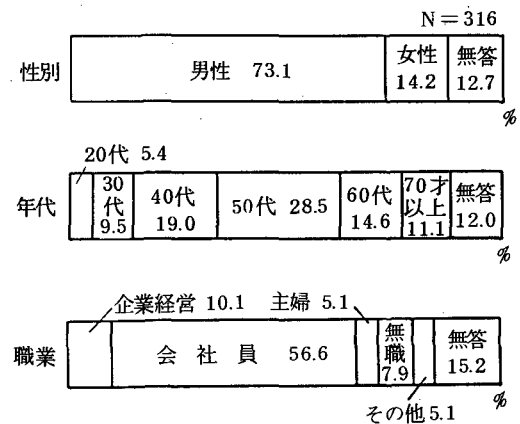 N＝316
性別 男性 73.1 女性 14.2 無答 12.7
%
20代 5.4
年代 30代 9.5 40代 19.0 50代 28.5 60代 14.6 70才以上 11.1 無答 12.0
%
企業経営 10.1 主婦 5.1
職業 会社員 56.6 無職 7.9 無答 15.2
%
その他 5.1